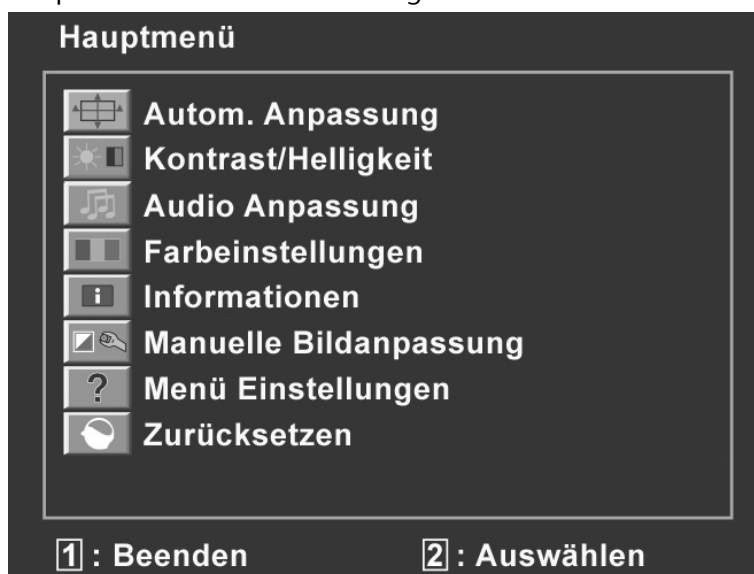 Hauptmenü
Autom. Anpassung
Kontrast/Helligkeit
Audio Anpassung
Farbeinstellungen
i Informationen
Manuelle Bildanpassung
? Menü Einstellungen
Zurücksetzen
1 : Beenden 2 : Auswählen